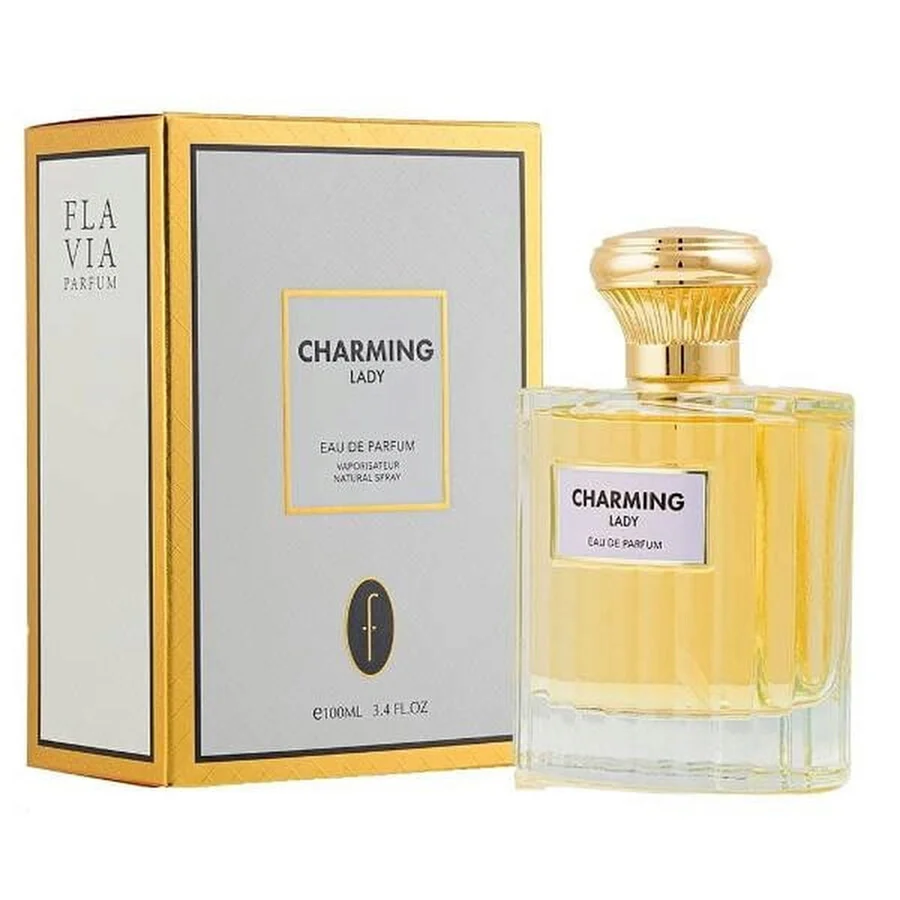 FLA
VIA
PARFUM
CHARMING
LADY
EAU DE PARFUM
VAPORISATEUR
NATURAL SPRAY
f
℮100ML 3.4 FL.OZ
CHARMING
LADY
EAU DE PARFUM